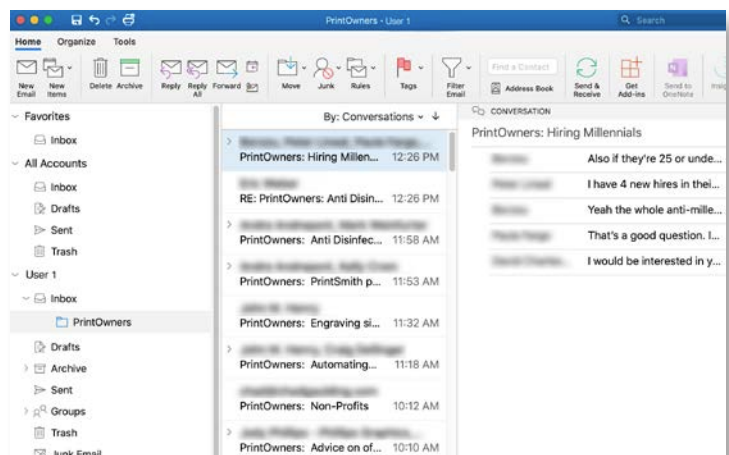 PrintOwners • User 1
Search
Home Organize Tools
New Email
New Items
Delete
Archive
Reply
Reply All
Forward
Move
Junk
Rules
Tags
Filter Email
Find a Contact
Address Book
Send & Receive
Get Add-ins
Send to OneNote
Favorites
Inbox
All Accounts
Inbox
Drafts
Sent
Trash
User 1
Inbox
PrintOwners
Drafts
Archive
Sent
Groups
Trash
Junk Email
By: Conversations
PrintOwners: Hiring Millen... 12:26 PM
RE: PrintOwners: Anti Disin... 12:26 PM
PrintOwners: Anti Disinfec... 11:58 AM
PrintOwners: PrintSmith p... 11:53 AM
PrintOwners: Engraving si... 11:32 AM
PrintOwners: Automating... 11:18 AM
PrintOwners: Non-Profits 10:12 AM
PrintOwners: Advice on of... 10:10 AM
CONVERSATION
PrintOwners: Hiring Millennials
Also if they're 25 or unde...
I have 4 new hires in thei...
Yeah the whole anti-mille...
That's a good question. I...
I would be interested in y...